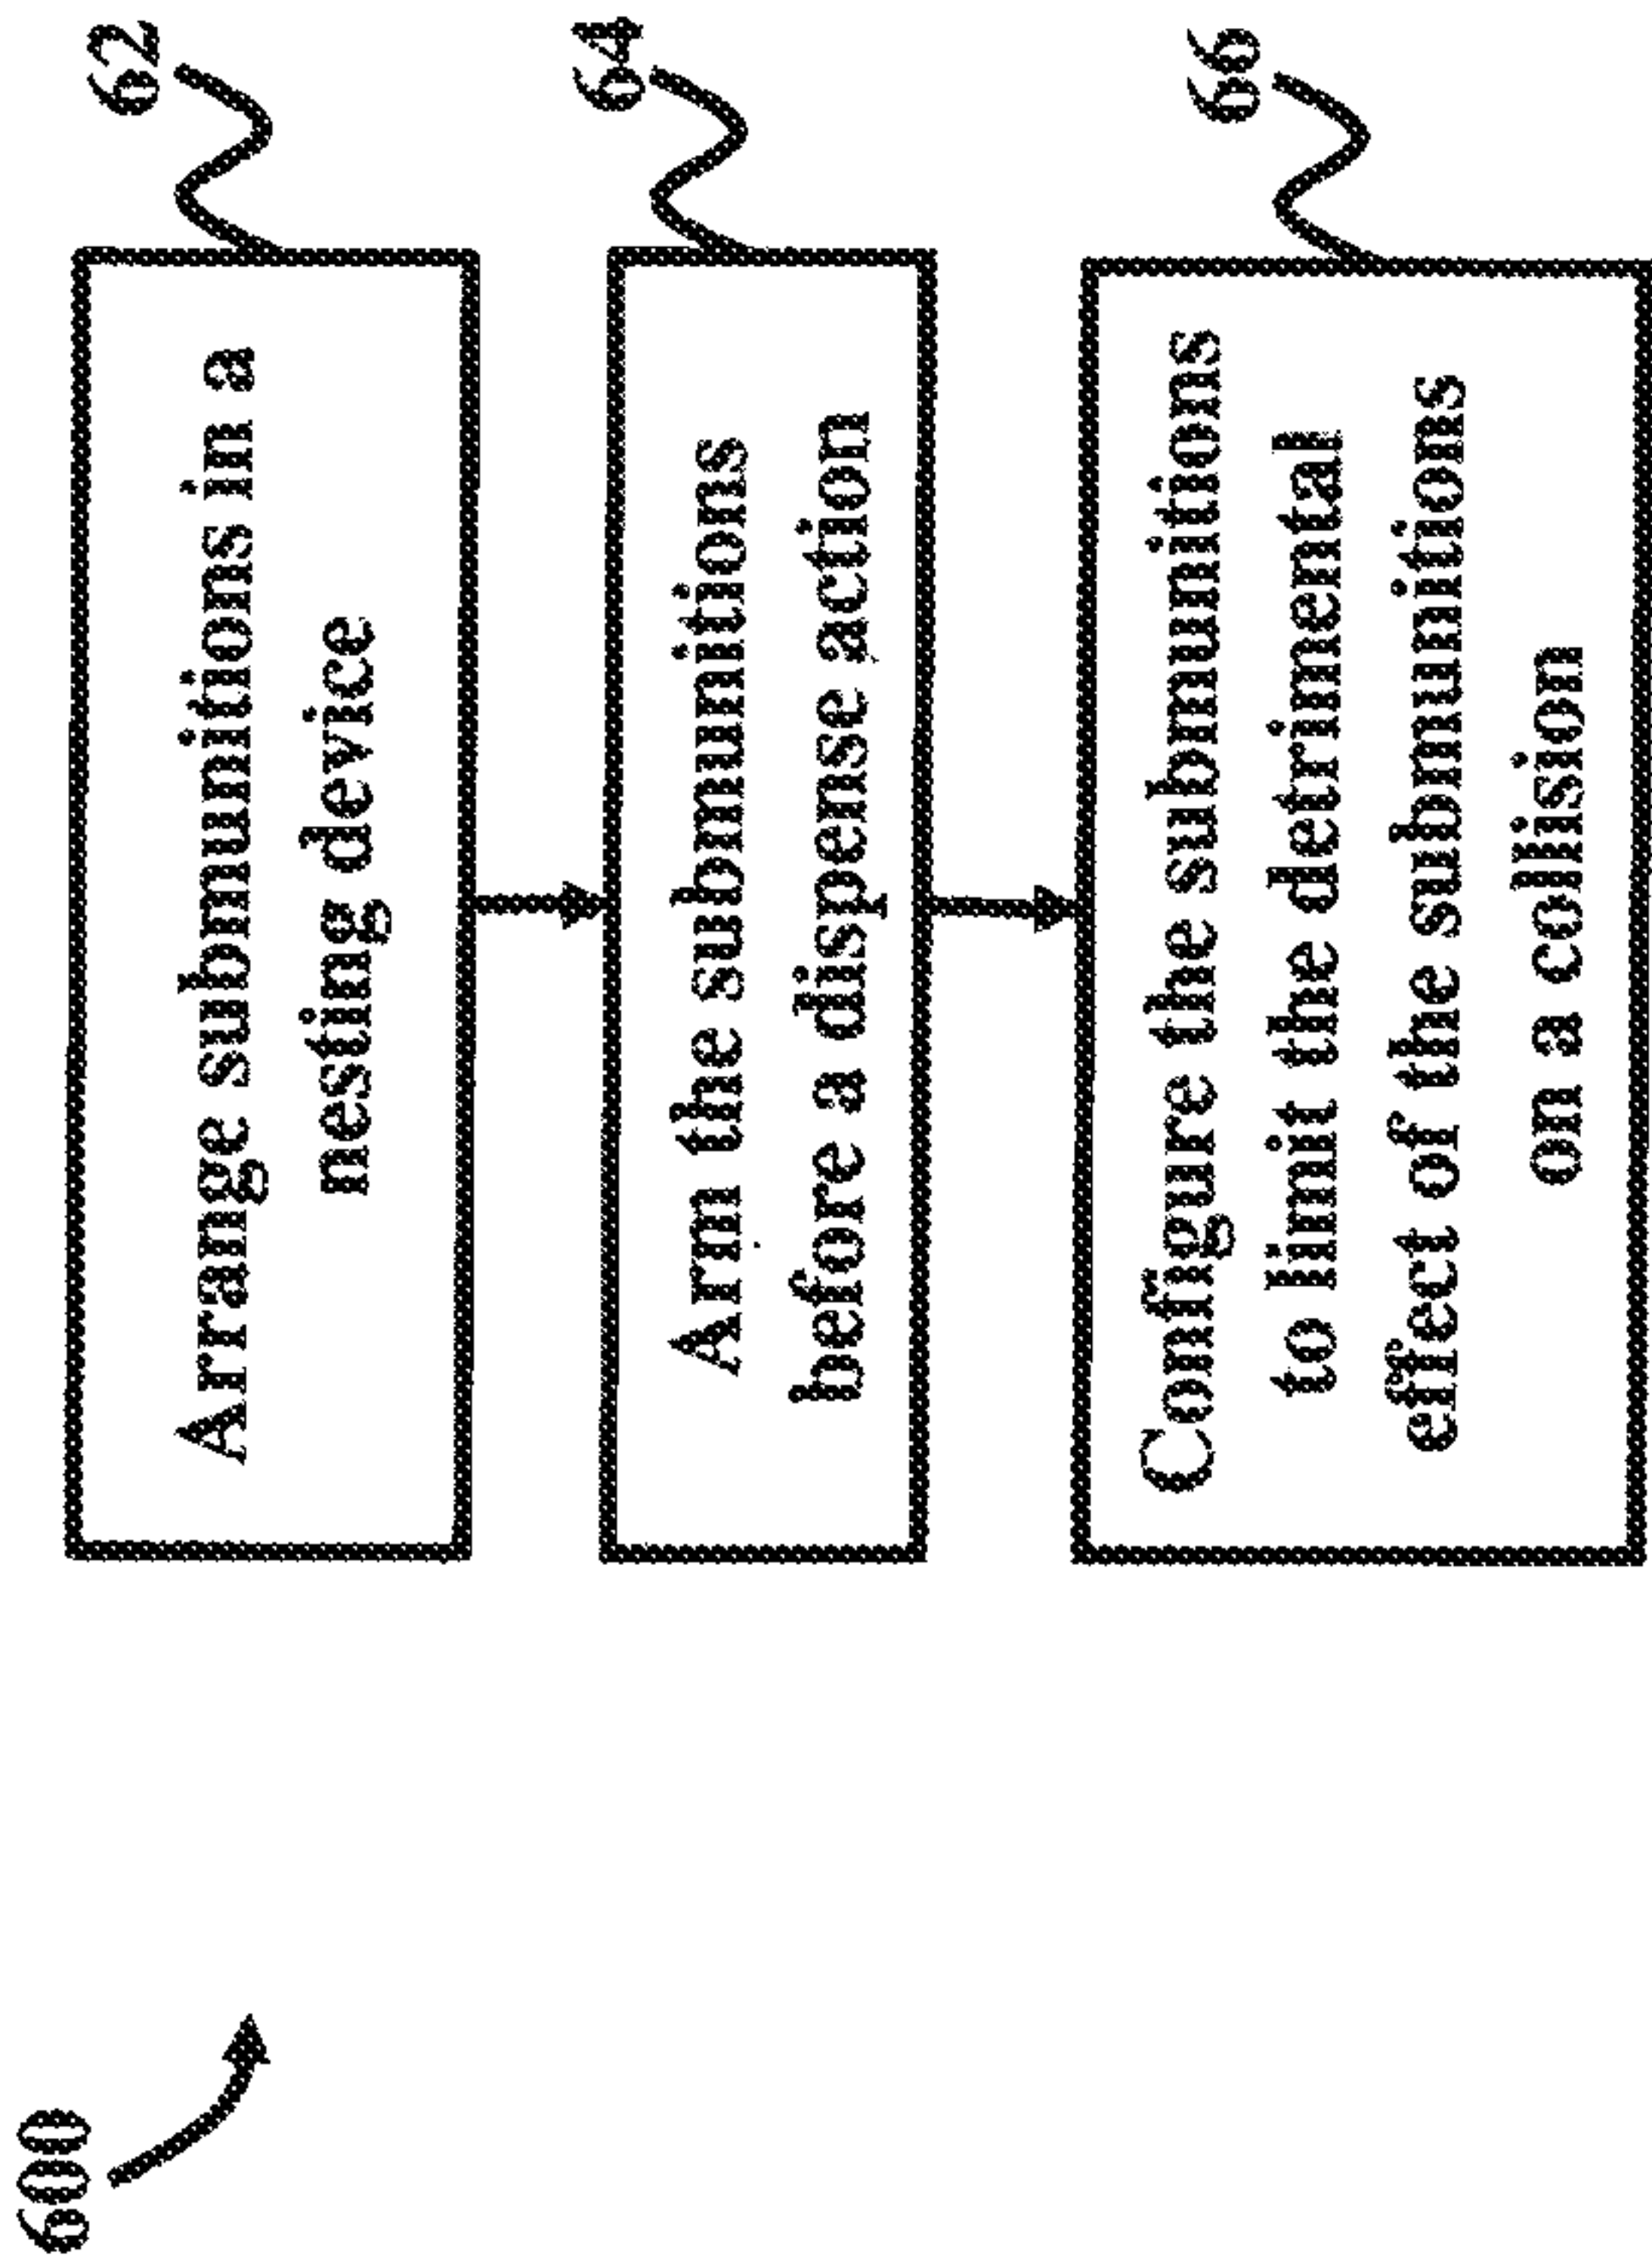 600
Arrange submunitions in a
nesting device
62
Arm the submunitions
before a dispense action
64
Configure the submunitions
to limit the detrimental
effect of the submunitions
on a collision
66